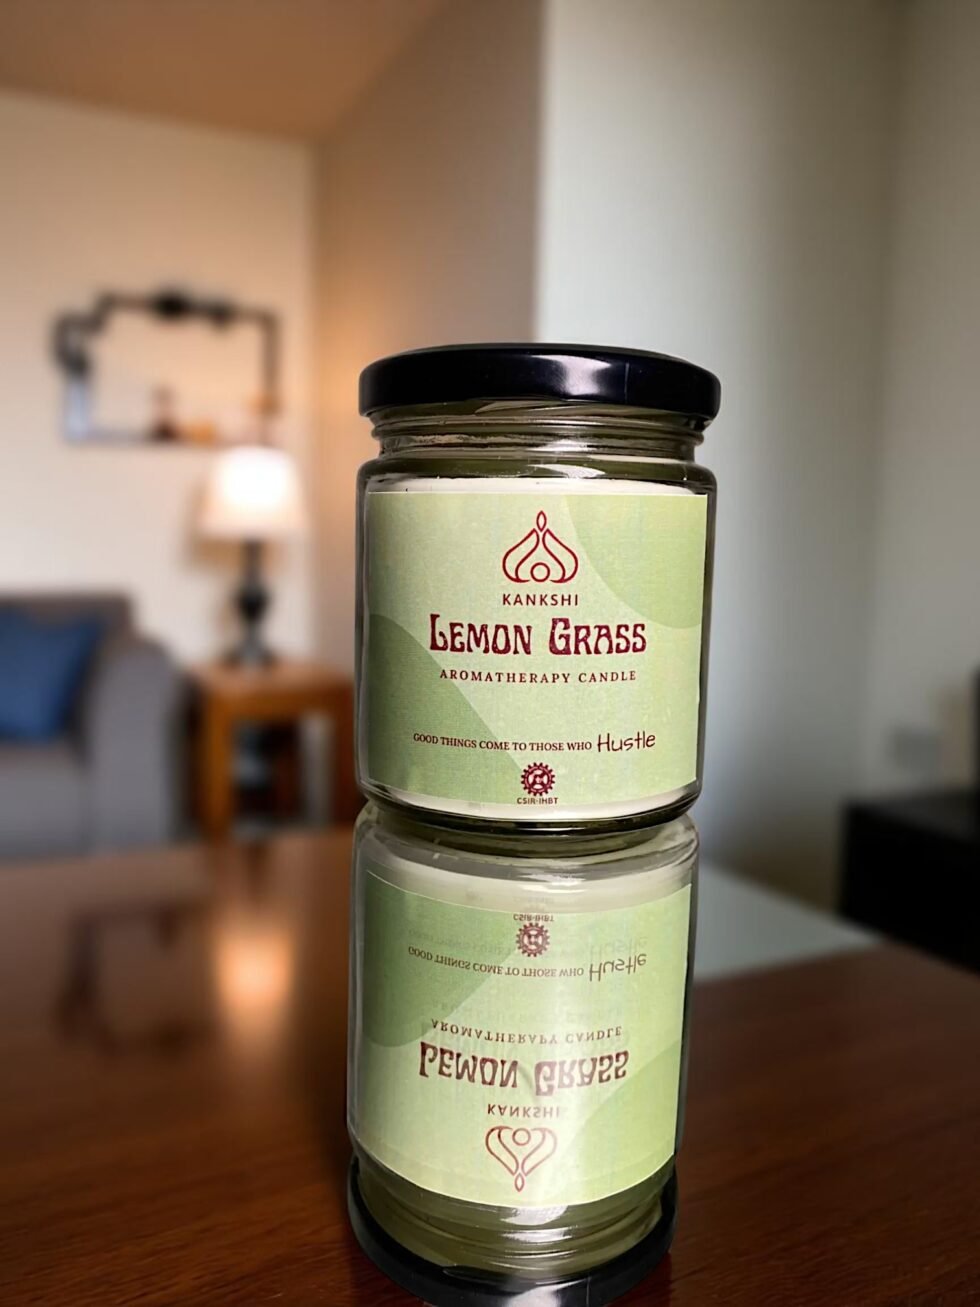 KANKSHI
LEMON GRASS
AROMATHERAPY CANDLE
GOOD THINGS COME TO THOSE WHO Hustle
CSIR-IHBT